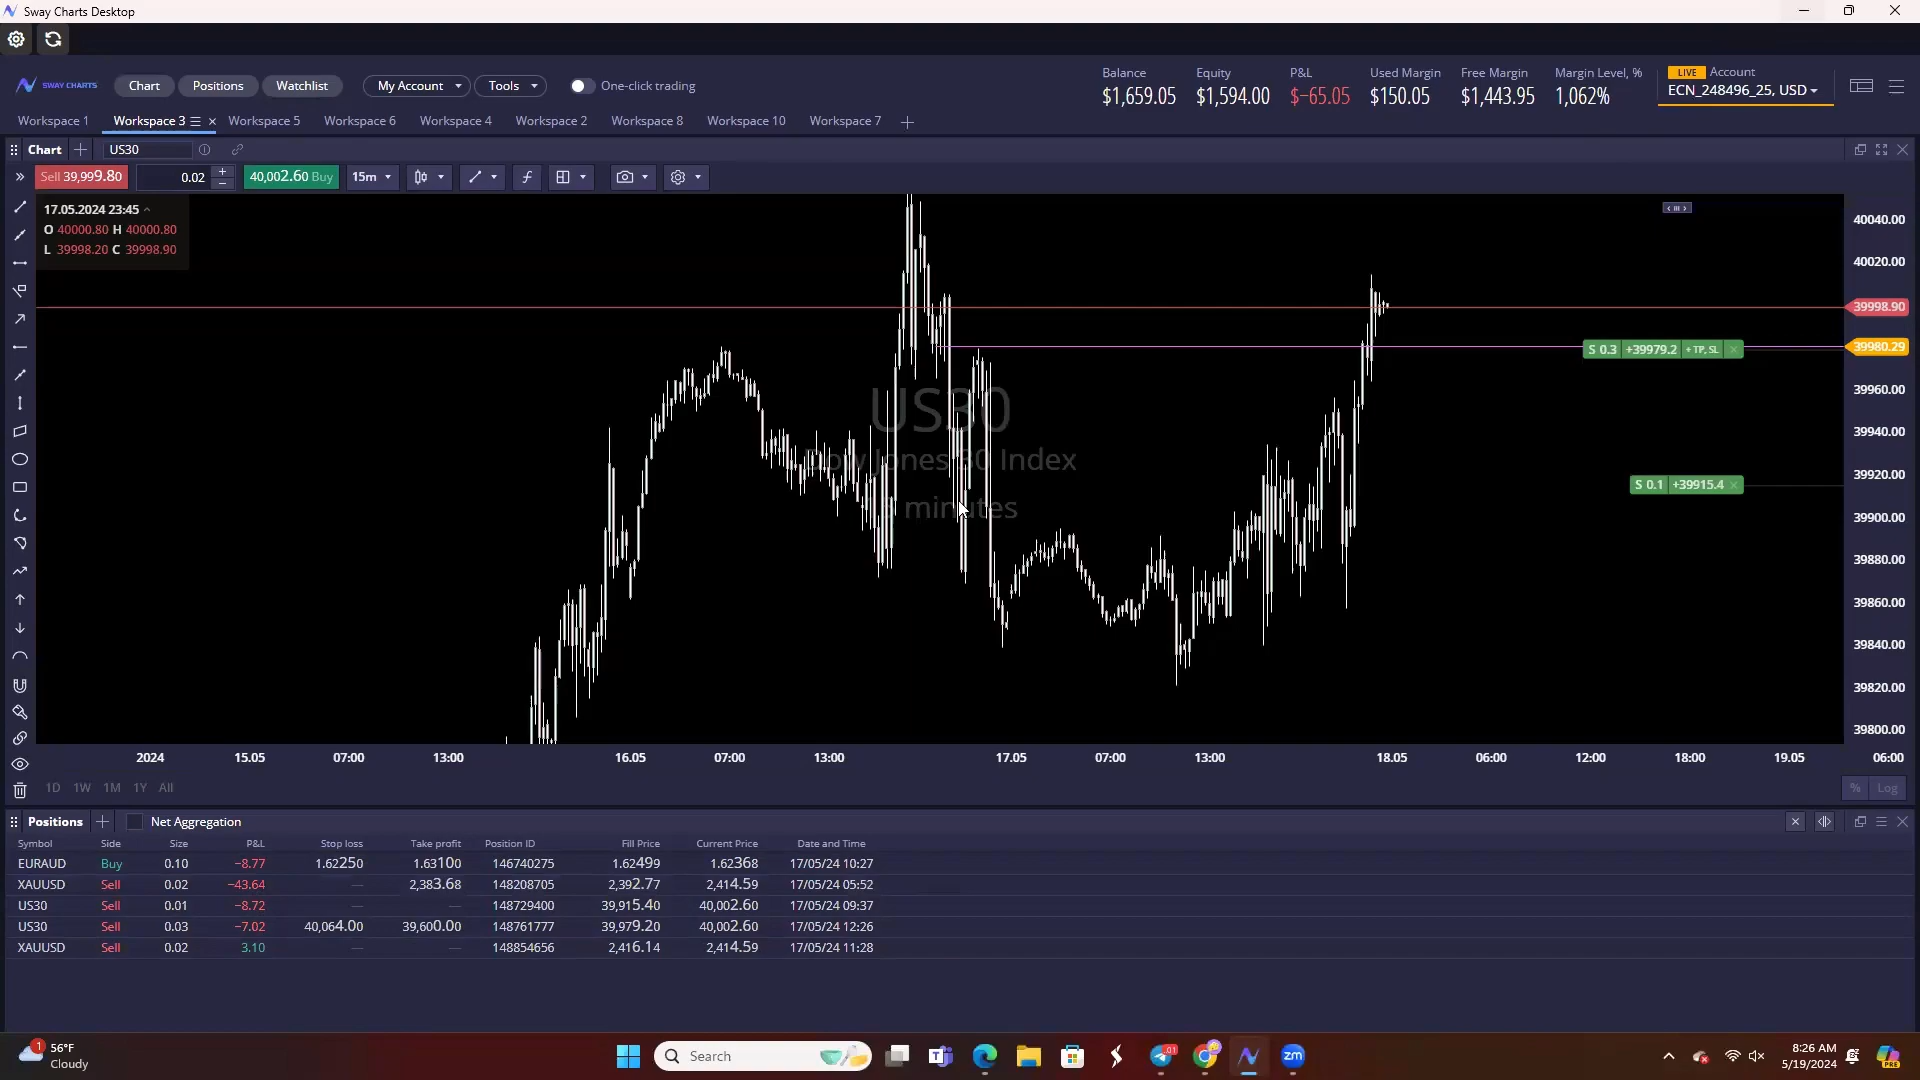 Sway Charts Desktop
SWAY CHARTS Chart Positions Watchlist My Account Tools One-click trading
Balance Equity P&L Used Margin Free Margin Margin Level, % LIVE Account
$1,659.05 $1,594.00 $−65.05 $150.05 $1,443.95 1,062% ECN_248496_25, USD
Workspace 1 Workspace 3 Workspace 5 Workspace 6 Workspace 4 Workspace 2 Workspace 8 Workspace 10 Workspace 7
Chart US30
Sell 39,999.80 0.02 40,002.60 Buy 15m
17.05.2024 23:45
O 40000.80 H 40000.80
L 39998.20 C 39998.90
40040.00
40020.00
39998.90
39980.29
S 0.3 +39979.2 + TP, SL
39960.00
39940.00
39920.00
S 0.1 +39915.4
39900.00
39880.00
39860.00
39840.00
39820.00
39800.00
US30
Dow Jones 30 Index
minutes
2024 15.05 07:00 13:00 16.05 07:00 13:00 17.05 07:00 13:00 18.05 06:00 12:00 18:00 19.05 06:00
1D 1W 1M 1Y All % Log
Positions Net Aggregation
Symbol Side Size P&L Stop loss Take profit Position ID Fill Price Current Price Date and Time
EURAUD Buy 0.10 −8.77 1.62250 1.63100 146740275 1.62499 1.62368 17/05/24 10:27
XAUUSD Sell 0.02 −43.64 — 2,383.68 148208705 2,392.77 2,414.59 17/05/24 05:52
US30 Sell 0.01 −8.72 — — 148729400 39,915.40 40,002.60 17/05/24 09:37
US30 Sell 0.03 −7.02 40,064.00 39,600.00 148761777 39,979.20 40,002.60 17/05/24 12:26
XAUUSD Sell 0.02 3.10 — — 148854656 2,416.14 2,414.59 17/05/24 11:28
1 56°F
Cloudy
Search
01
zm
PRE
8:26 AM
5/19/2024